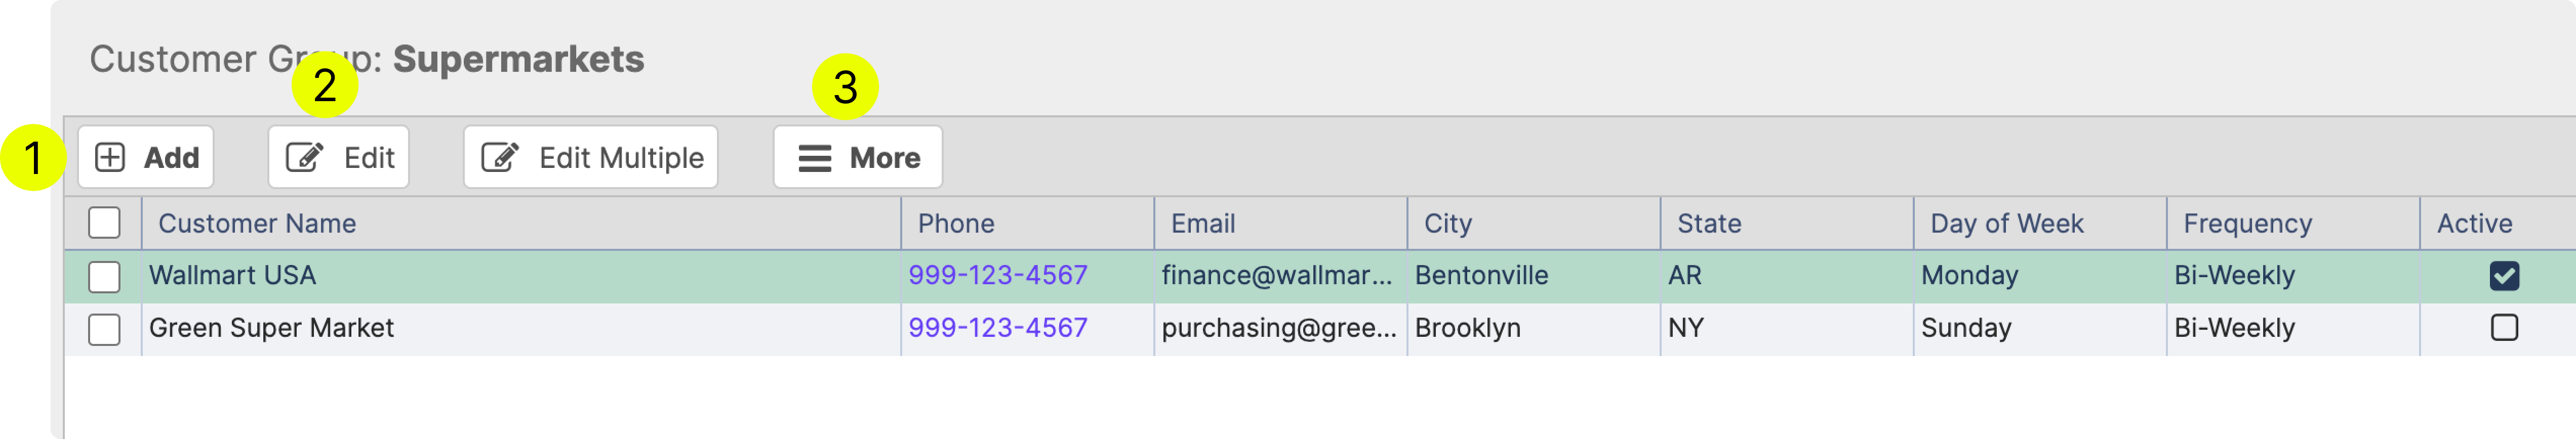 Customer Group: Supermarkets
2
3
1
Add Edit Edit Multiple More
Customer Name Phone Email City State Day of Week Frequency Active
Wallmart USA 999-123-4567 finance@wallmar... Bentonville AR Monday Bi-Weekly
Green Super Market 999-123-4567 purchasing@gree... Brooklyn NY Sunday Bi-Weekly